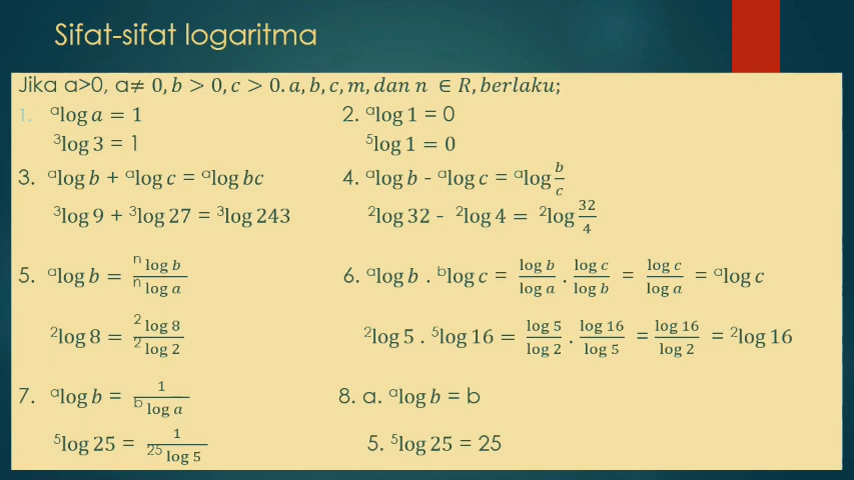 Sifat-sifat logaritma
Jika a>0, a≠ 0, b > 0, c > 0. a, b, c, m, dan n ∈ R, berlaku;
1. ᵃlog a = 1
³log 3 = 1
2. ᵃlog 1 = 0
⁵log 1 = 0
3. ᵃlog b + ᵃlog c = ᵃlog bc
³log 9 + ³log 27 = ³log 243
4. ᵃlog b - ᵃlog c = ᵃlog b/c
²log 32 - ²log 4 = ²log 32/4
5. ᵃlog b = ⁿlog b / ⁿlog a
²log 8 = ²log 8 / ²log 2
6. ᵃlog b . ᵇlog c = log b/log a . log c/log b = log c/log a = ᵃlog c
²log 5 . ⁵log 16 = log 5/log 2 . log 16/log 5 = log 16/log 2 = ²log 16
7. ᵃlog b = 1 / ᵇlog a
⁵log 25 = 1 / ²⁵log 5
8. a. ᵃlog b = b
5. ⁵log 25 = 25